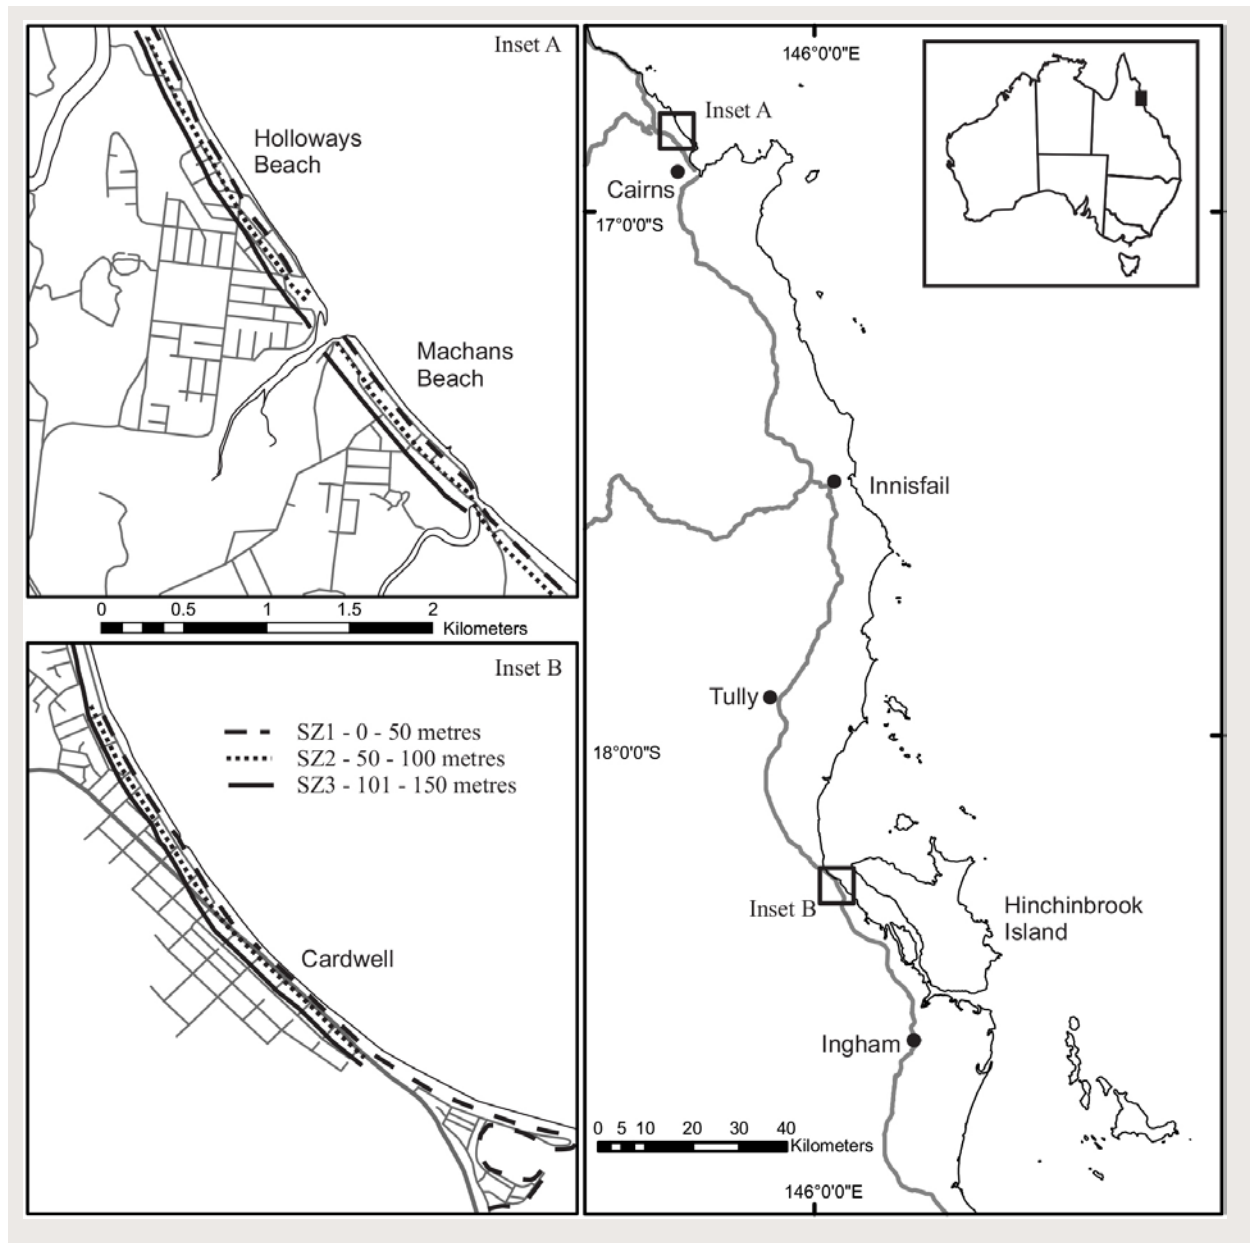 Inset A
Holloways
Beach
Machans
Beach
0 0.5 1 1.5 2
Kilometers
Inset B
SZ1 - 0 - 50 metres
SZ2 - 50 - 100 metres
SZ3 - 101 - 150 metres
Cardwell
146°0'0"E
Inset A
Cairns
17°0'0"S
Innisfail
Tully
18°0'0"S
Inset B
Hinchinbrook
Island
Ingham
0 5 10 20 30 40
Kilometers
146°0'0"E